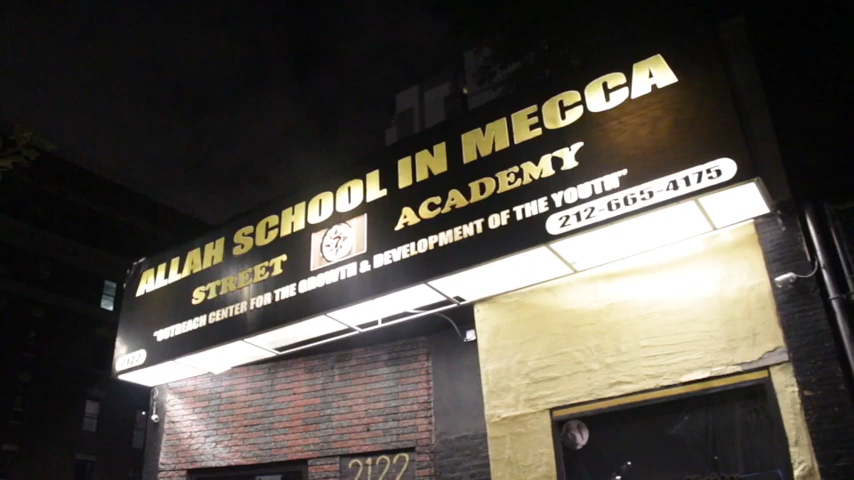 ALLAH SCHOOL IN MECCA
STREET ACADEMY
"OUTREACH CENTER FOR THE GROWTH & DEVELOPMENT OF THE YOUTH"
212-665-4175
2122